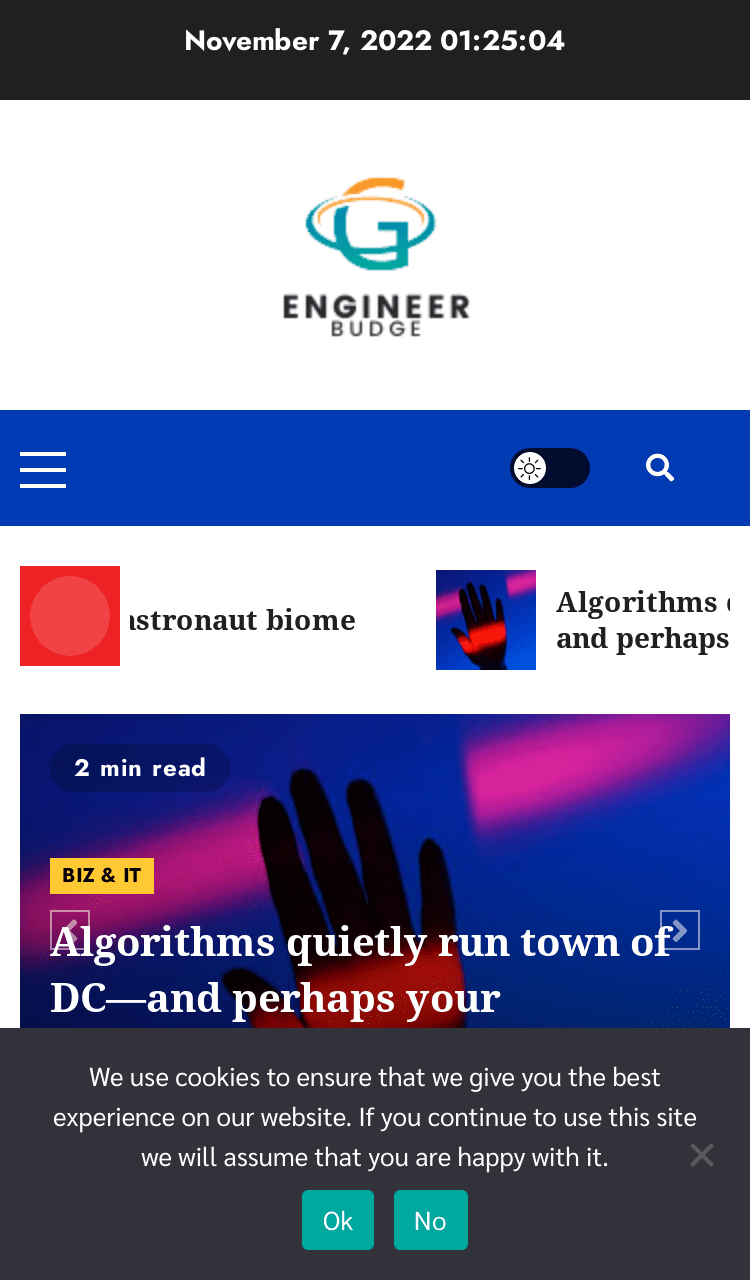 November 7, 2022 01:25:04
ENGINEER
BUDGE
astronaut biome
Algorithms
and perhaps
2 min read
BIZ & IT
Algorithms quietly run town of
DC—and perhaps your
We use cookies to ensure that we give you the best
experience on our website. If you continue to use this site
we will assume that you are happy with it.
Ok
No